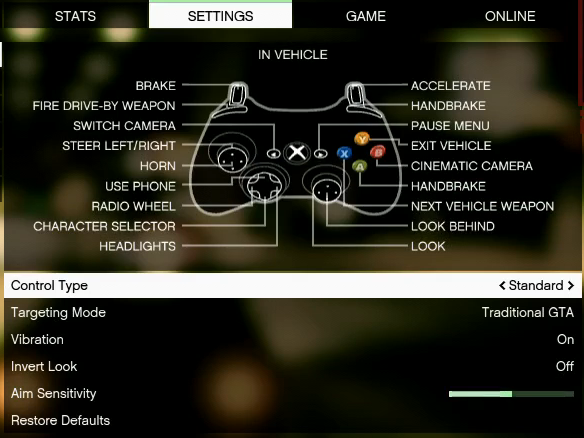 STATS SETTINGS GAME ONLINE
IN VEHICLE
BRAKE ACCELERATE
FIRE DRIVE-BY WEAPON HANDBRAKE
SWITCH CAMERA PAUSE MENU
STEER LEFT/RIGHT Y EXIT VEHICLE
X B
HORN A CINEMATIC CAMERA
USE PHONE HANDBRAKE
RADIO WHEEL NEXT VEHICLE WEAPON
CHARACTER SELECTOR LOOK BEHIND
HEADLIGHTS LOOK
Control Type Standard
Targeting Mode Traditional GTA
Vibration On
Invert Look Off
Aim Sensitivity
Restore Defaults